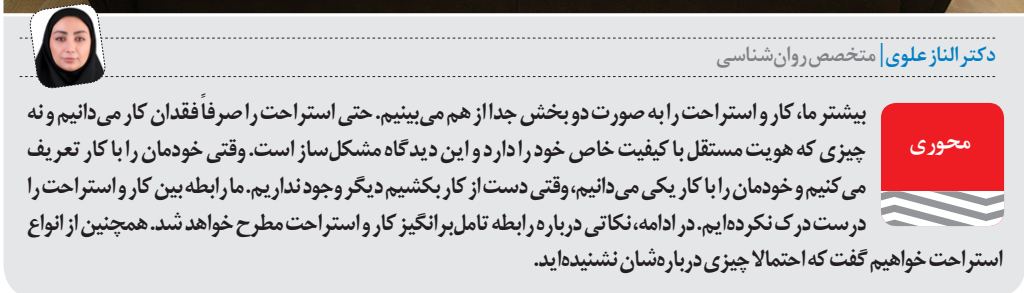 دکتر الناز علوی| متخصص روان‌شناسی
محوری
بیشتر ما، کار و استراحت را به صورت دو بخش جدا از هم می‌بینیم. حتی استراحت را صرفاً فقدان کار می‌دانیم و نه
چیزی که هویت مستقل با کیفیت خاص خود را دارد و این دیدگاه مشکل‌ساز است. وقتی خودمان را با کار تعریف
می‌کنیم و خودمان را با کار یکی می‌دانیم، وقتی دست از کار بکشیم دیگر وجود نداریم. ما رابطه بین کار و استراحت را
درست درک نکرده‌ایم. در ادامه، نکاتی درباره رابطه تامل‌برانگیز کار و استراحت مطرح خواهد شد. همچنین از انواع
استراحت خواهیم گفت که احتمالا چیزی درباره‌شان نشنیده‌اید.